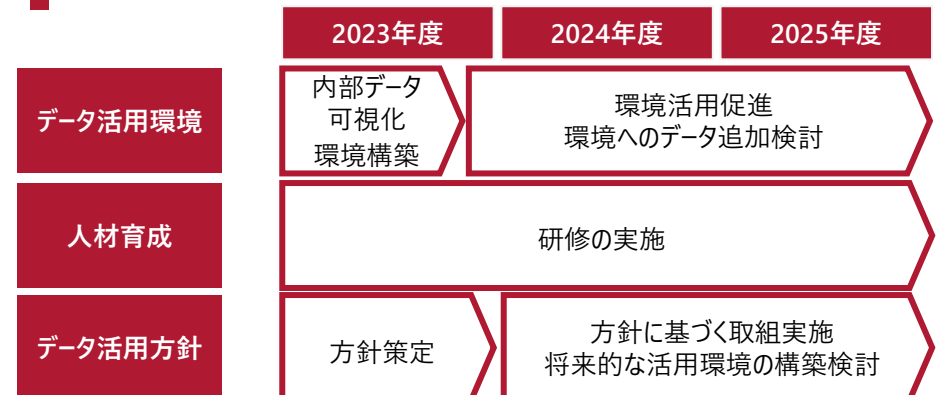 2023年度
2024年度
2025年度
データ活用環境
内部データ
可視化
環境構築
環境活用促進
環境へのデータ追加検討
人材育成
研修の実施
データ活用方針
方針策定
方針に基づく取組実施
将来的な活用環境の構築検討